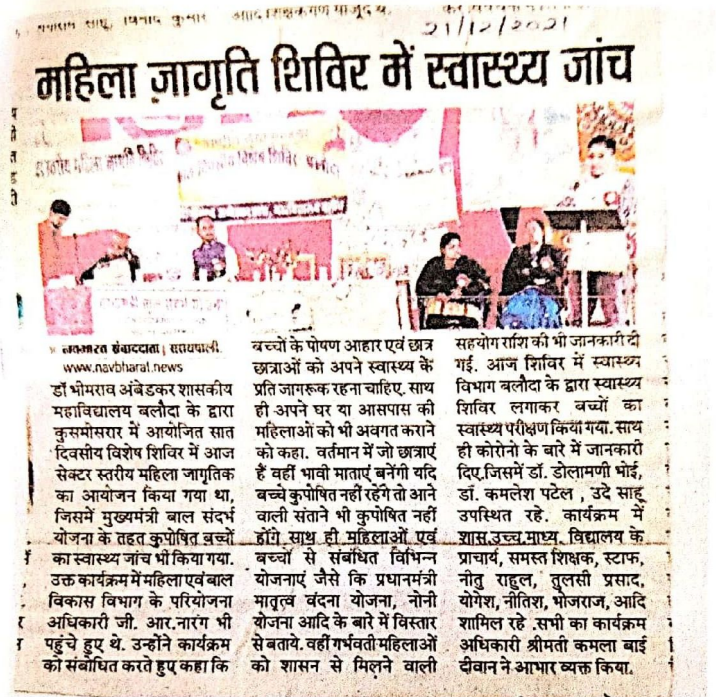 गंगाराम साहू, विनोद कुमार आदि शिक्षकगण मौजूद थे.
21/12/2021
महिला ज़ागृति शिविर में स्वास्थ्य जांच
नवभारत संवाददाता | सरायपाली.
www.navbharat.news
डॉ भीमराव अंबेडकर शासकीय
महाविद्यालय बलौदा के द्वारा
कुसमीसरार में आयोजित सात
दिवसीय विशेष शिविर में आज
सेक्टर स्तरीय महिला जागृतिक
का आयोजन किया गया था,
जिसमें मुख्यमंत्री बाल संदर्भ
योजना के तहत कुपोषित बच्चों
का स्वास्थ्य जांच भी किया गया.
उक्त कार्यक्रम में महिला एवं बाल
विकास विभाग के परियोजना
अधिकारी जी. आर.नारंग भी
पहुंचे हुए थे. उन्होंने कार्यक्रम
को संबोधित करते हुए कहा कि
बच्चों के पोषण आहार एवं छात्र
छात्राओं को अपने स्वास्थ्य के
प्रति जागरूक रहना चाहिए. साथ
ही अपने घर या आसपास की
महिलाओं को भी अवगत कराने
को कहा. वर्तमान में जो छात्राएं
हैं वहीं भावी माताएं बनेंगी यदि
बच्चे कुपोषित नहीं रहेंगे तो आने
वाली संताने भी कुपोषित नहीं
होंगे. साथ ही महिलाओं एवं
बच्चों से संबंधित विभिन्न
योजनाएं जैसे कि प्रधानमंत्री
मातृत्व वंदना योजना, नोनी
योजना आदि के बारे में विस्तार
से बताये. वहीं गर्भवती महिलाओं
को शासन से मिलने वाली
सहयोग राशि की भी जानकारी दी
गई. आज शिविर में स्वास्थ्य
विभाग बलौदा के द्वारा स्वास्थ्य
शिविर लगाकर बच्चों का
स्वास्थ्य परीक्षण किया गया. साथ
ही कोरोनो के बारे में जानकारी
दिए.जिसमें डॉ. डोलामणी भोई,
डॉ. कमलेश पटेल , उदे साहू
उपस्थित रहे. कार्यक्रम में
शास.उच्च.माध्य. विद्यालय के
प्राचार्य, समस्त शिक्षक, स्टाफ,
नीतु राहुल, तुलसी प्रसाद,
योगेश, नीतिश, भोजराज, आदि
शामिल रहे .सभी का कार्यक्रम
अधिकारी श्रीमती कमला बाई
दीवान ने आभार व्यक्त किया.